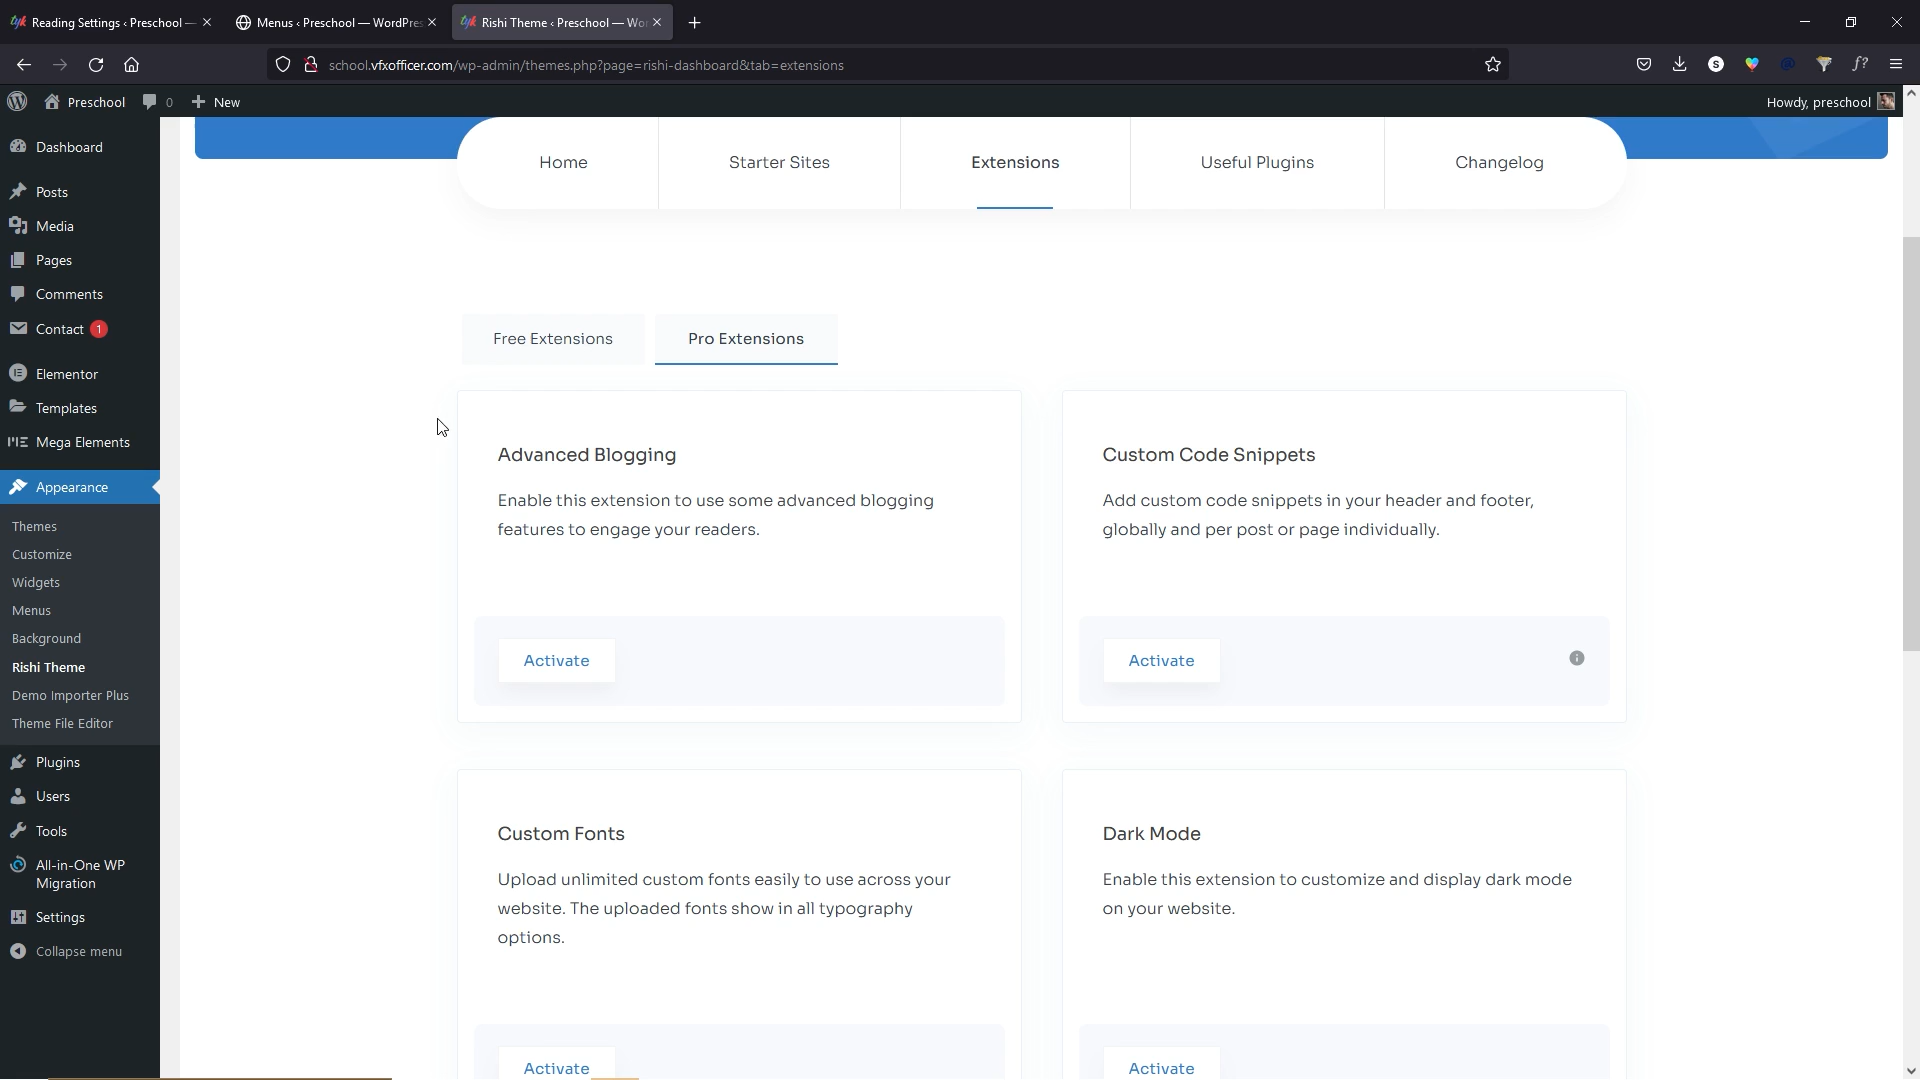 Reading Settings ‹ Preschool —
Menus ‹ Preschool — WordPres
Rishi Theme ‹ Preschool — Wo
school.vfxofficer.com/wp-admin/themes.php?page=rishi-dashboard&tab=extensions
S
f?
Preschool
0
New
Howdy, preschool
Dashboard
Posts
Media
Pages
Comments
Contact 1
Elementor
Templates
Mega Elements
Appearance
Themes
Customize
Widgets
Menus
Background
Rishi Theme
Demo Importer Plus
Theme File Editor
Plugins
Users
Tools
All-in-One WP
Migration
Settings
Collapse menu
Home
Starter Sites
Extensions
Useful Plugins
Changelog
Free Extensions
Pro Extensions
Advanced Blogging
Enable this extension to use some advanced blogging
features to engage your readers.
Activate
Custom Code Snippets
Add custom code snippets in your header and footer,
globally and per post or page individually.
Activate
Custom Fonts
Upload unlimited custom fonts easily to use across your
website. The uploaded fonts show in all typography
options.
Activate
Dark Mode
Enable this extension to customize and display dark mode
on your website.
Activate